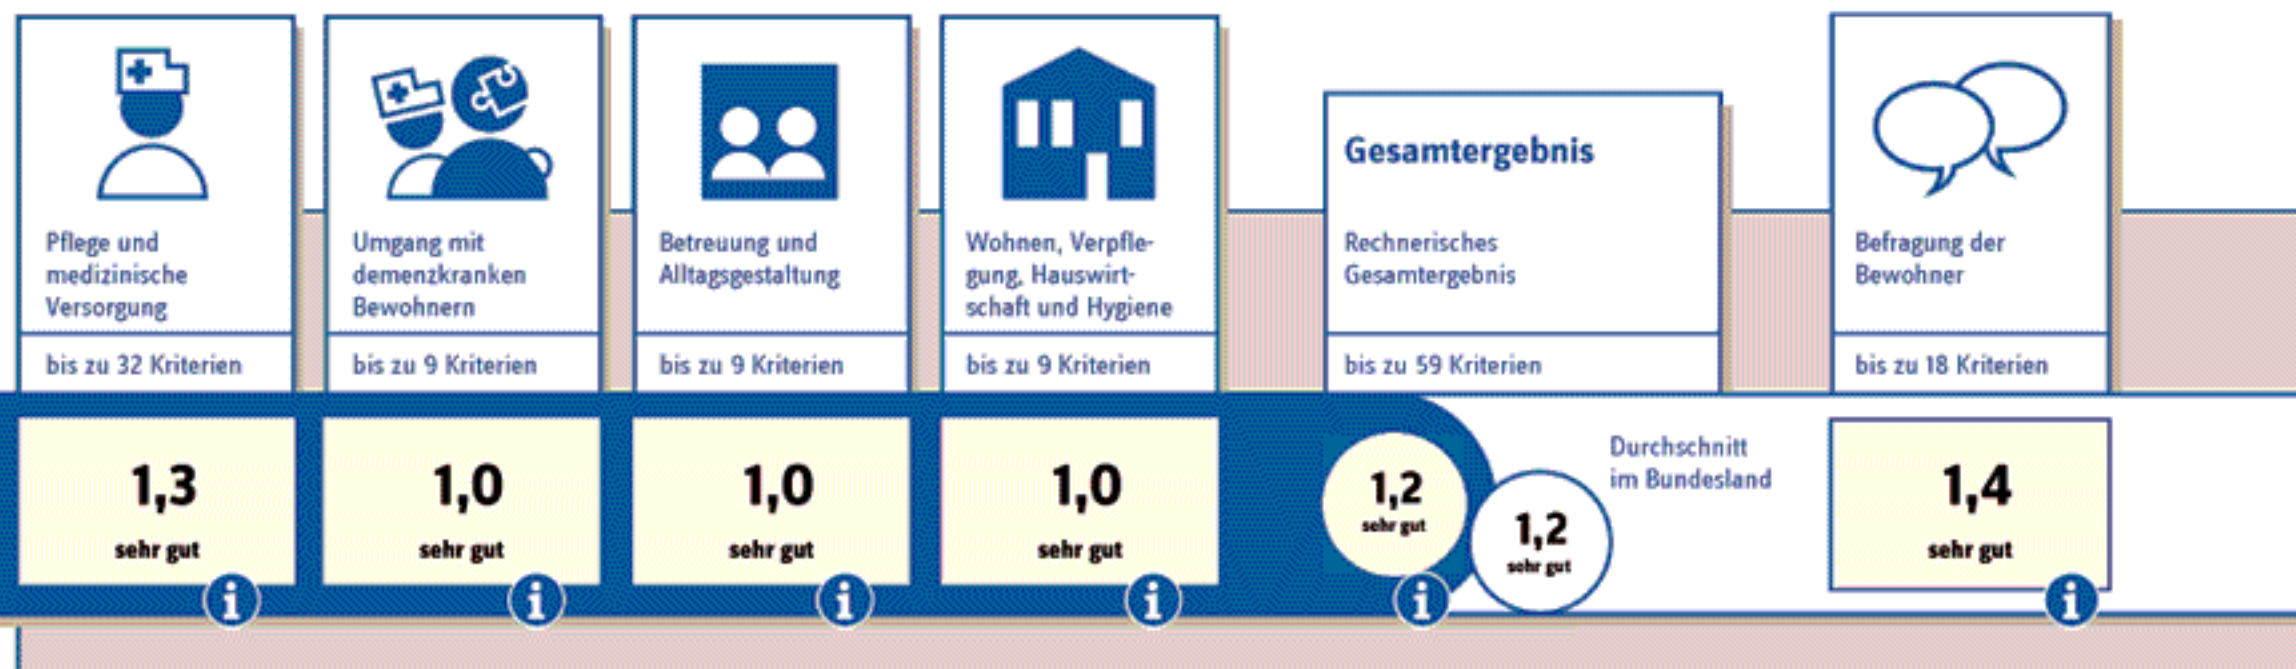 Pflege und
medizinische
Versorgung
bis zu 32 Kriterien
1,3
sehr gut
Umgang mit
demenzkranken
Bewohnern
bis zu 9 Kriterien
1,0
sehr gut
Betreuung und
Alltagsgestaltung
bis zu 9 Kriterien
1,0
sehr gut
Wohnen, Verpfle-
gung, Hauswirt-
schaft und Hygiene
bis zu 9 Kriterien
1,0
sehr gut
Gesamtergebnis
Rechnerisches
Gesamtergebnis
bis zu 59 Kriterien
1,2
sehr gut
1,2
sehr gut
Durchschnitt
im Bundesland
Befragung der
Bewohner
bis zu 18 Kriterien
1,4
sehr gut
i
i
i
i
i
i